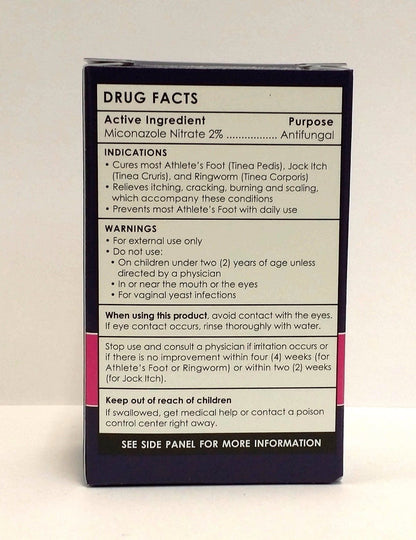 DRUG FACTS
Active Ingredient Purpose
Miconazole Nitrate 2% ................. Antifungal
INDICATIONS
• Cures most Athlete's Foot (Tinea Pedis), Jock Itch
(Tinea Cruris), and Ringworm (Tinea Corporis)
• Relieves itching, cracking, burning and scaling,
which accompany these conditions
• Prevents most Athlete's Foot with daily use
WARNINGS
• For external use only
• Do not use:
• On children under two (2) years of age unless
directed by a physician
• In or near the mouth or the eyes
• For vaginal yeast infections
When using this product, avoid contact with the eyes.
If eye contact occurs, rinse thoroughly with water.
Stop use and consult a physician if irritation occurs or
if there is no improvement within four (4) weeks (for
Athlete's Foot or Ringworm) or within two (2) weeks
(for Jock Itch).
Keep out of reach of children
If swallowed, get medical help or contact a poison
control center right away.
SEE SIDE PANEL FOR MORE INFORMATION